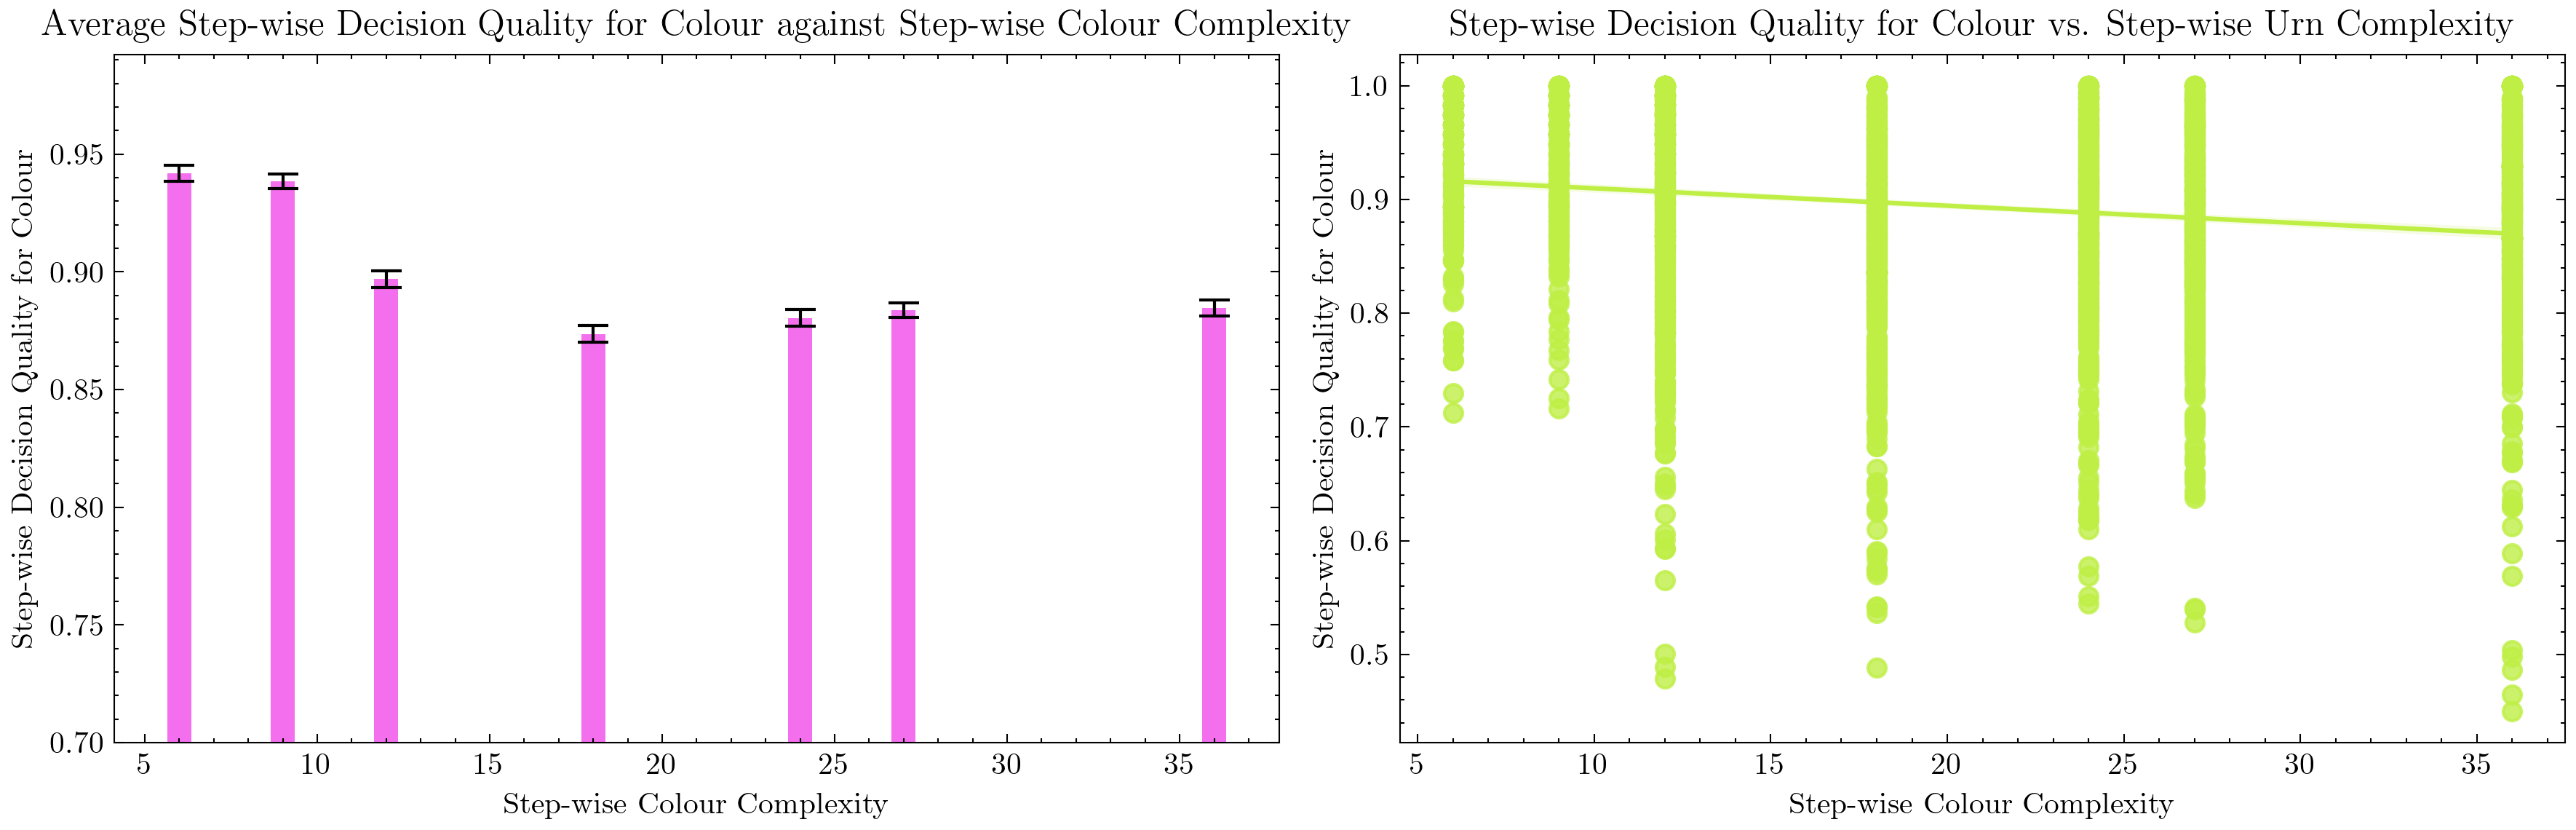 Average Step-wise Decision Quality for Colour against Step-wise Colour Complexity
Step-wise Decision Quality for Colour
0.95
0.90
0.85
0.80
0.75
0.70
5 10 15 20 25 30 35
Step-wise Colour Complexity
Step-wise Decision Quality for Colour vs. Step-wise Urn Complexity
Step-wise Decision Quality for Colour
1.0
0.9
0.8
0.7
0.6
0.5
5 10 15 20 25 30 35
Step-wise Colour Complexity